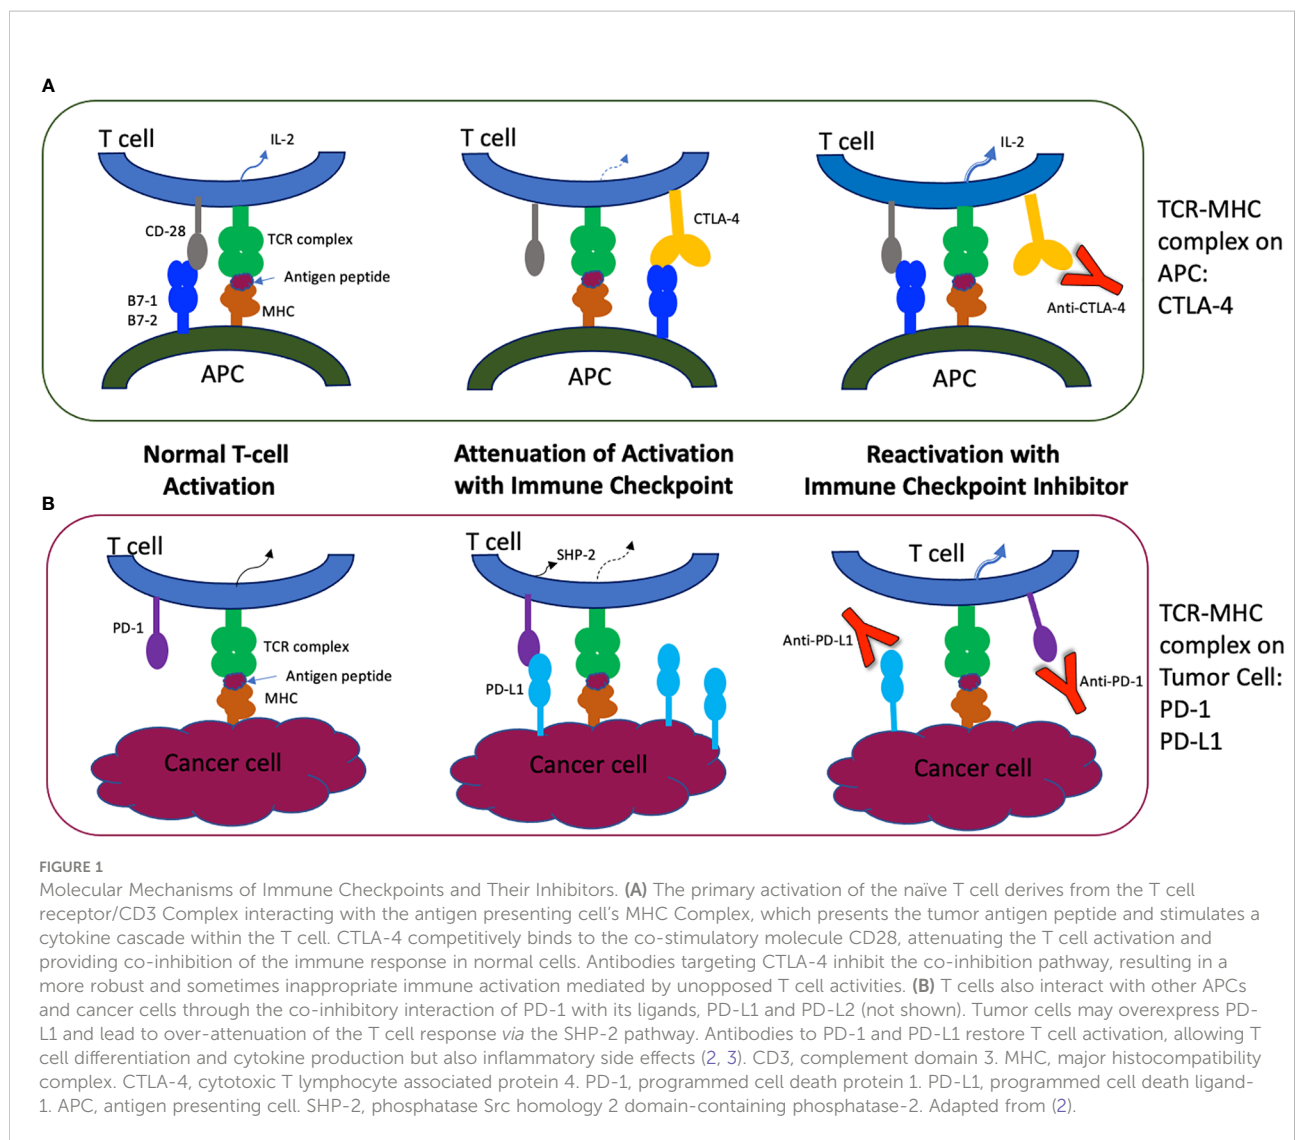 A
T cell
IL-2
CD-28
TCR complex
Antigen peptide
B7-1
B7-2
MHC
APC
T cell
CTLA-4
APC
T cell
IL-2
Anti-CTLA-4
APC
TCR-MHC
complex on
APC:
CTLA-4
Normal T-cell
Activation
Attenuation of Activation
with Immune Checkpoint
Reactivation with
Immune Checkpoint Inhibitor
B
T cell
PD-1
TCR complex
Antigen peptide
MHC
Cancer cell
T cell
SHP-2
PD-L1
Cancer cell
T cell
Anti-PD-L1
Anti-PD-1
Cancer cell
TCR-MHC
complex on
Tumor Cell:
PD-1
PD-L1
FIGURE 1
Molecular Mechanisms of Immune Checkpoints and Their Inhibitors. (A) The primary activation of the naïve T cell derives from the T cell
receptor/CD3 Complex interacting with the antigen presenting cell’s MHC Complex, which presents the tumor antigen peptide and stimulates a
cytokine cascade within the T cell. CTLA-4 competitively binds to the co-stimulatory molecule CD28, attenuating the T cell activation and
providing co-inhibition of the immune response in normal cells. Antibodies targeting CTLA-4 inhibit the co-inhibition pathway, resulting in a
more robust and sometimes inappropriate immune activation mediated by unopposed T cell activities. (B) T cells also interact with other APCs
and cancer cells through the co-inhibitory interaction of PD-1 with its ligands, PD-L1 and PD-L2 (not shown). Tumor cells may overexpress PD-
L1 and lead to over-attenuation of the T cell response via the SHP-2 pathway. Antibodies to PD-1 and PD-L1 restore T cell activation, allowing T
cell differentiation and cytokine production but also inflammatory side effects (2, 3). CD3, complement domain 3. MHC, major histocompatibility
complex. CTLA-4, cytotoxic T lymphocyte associated protein 4. PD-1, programmed cell death protein 1. PD-L1, programmed cell death ligand-
1. APC, antigen presenting cell. SHP-2, phosphatase Src homology 2 domain-containing phosphatase-2. Adapted from (2).